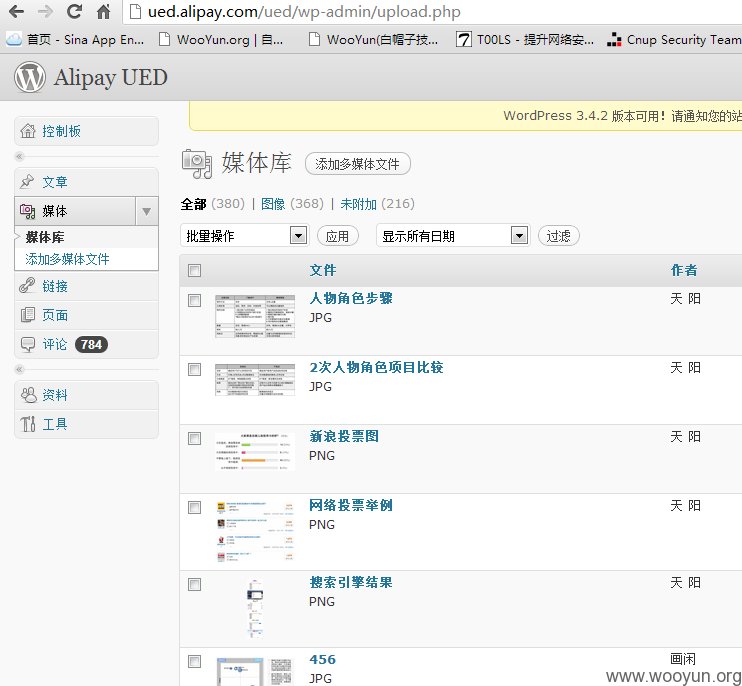 ued.alipay.com/ued/wp-admin/upload.php
首页 - Sina App En... WooYun.org | 自... WooYun(白帽子技... T00LS - 提升网络安... Cnup Security Team
Alipay UED
WordPress 3.4.2 版本可用！请通知您的站
控制板
文章
媒体
媒体库
添加多媒体文件
链接
页面
评论 784
资料
工具
媒体库 添加多媒体文件
全部 (380) | 图像 (368) | 未附加 (216)
批量操作 应用 显示所有日期 过滤
文件 作者
人物角色步骤 天 阳
JPG
2次人物角色项目比较 天 阳
JPG
新浪投票图 天 阳
PNG
网络投票举例 天 阳
PNG
搜索引擎结果 天 阳
PNG
456 画闲
JPG
www.wooyun.org